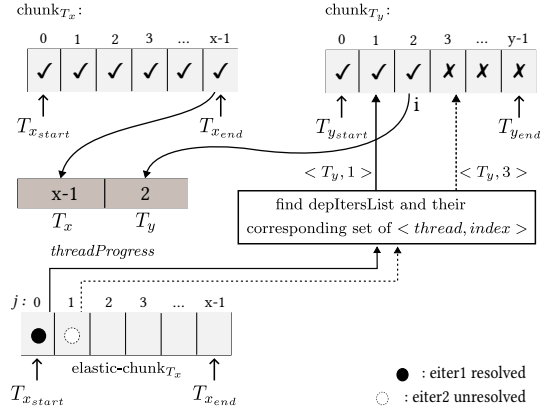 chunk_{T_x}:
0 1 2 3 ... x-1
✓ ✓ ✓ ✓ ✓ ✓
T_{x_{start}} T_{x_{end}}
chunk_{T_y}:
0 1 2 3 ... y-1
✓ ✓ ✓ ✗ ✗ ✗
i
T_{y_{start}} T_{y_{end}}
< T_y, 1 > < T_y, 3 >
x-1 2
T_x T_y
threadProgress
find depItersList and their
corresponding set of < thread, index >
j: 0 1 2 3 ... x-1
elastic-chunk_{T_x}
T_{x_{start}} T_{x_{end}}
: eiter1 resolved
: eiter2 unresolved